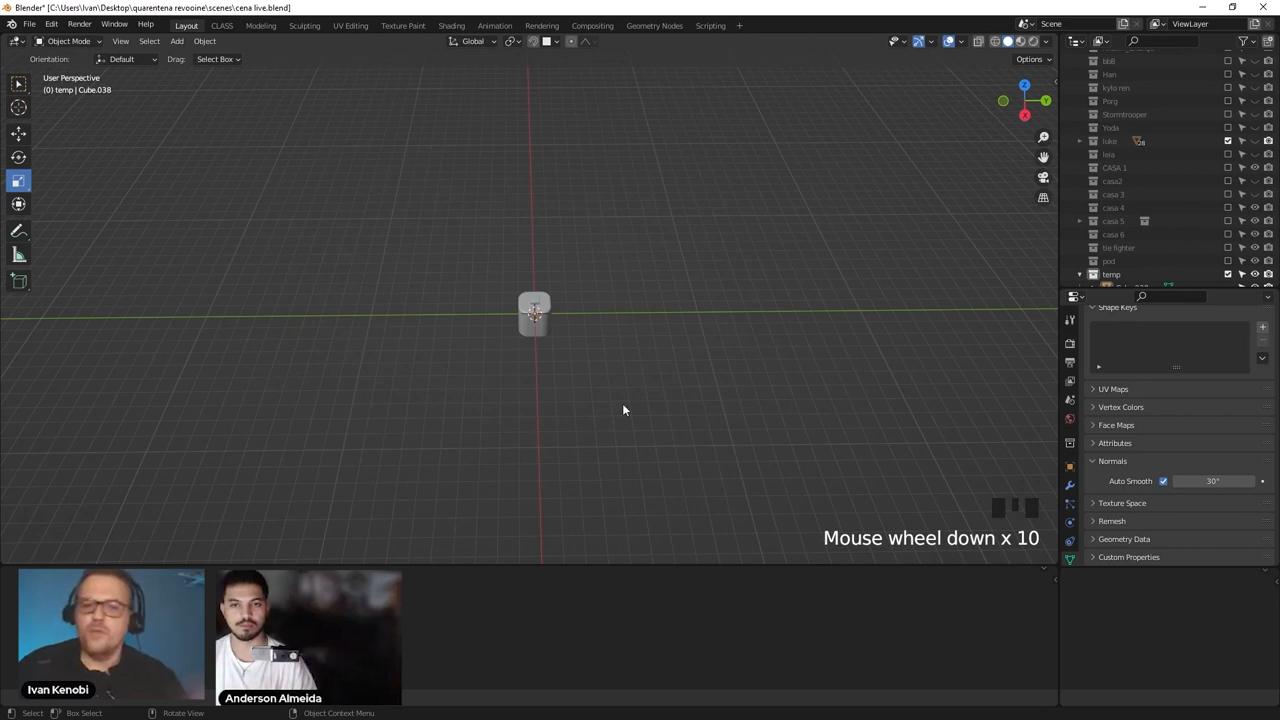 Blender* [C:\Users\Ivan\Desktop\quarentena revooine\scenes\cena live.blend]
File Edit Render Window Help Layout CLASS Modeling Sculpting UV Editing Texture Paint Shading Animation Rendering Compositing Geometry Nodes Scripting + Scene ViewLayer
Object Mode View Select Add Object Global
Orientation: Default Drag: Select Box Options
User Perspective
(0) temp | Cube.038
Z
Y
X
bb8
Han
kylo ren
Porg
Stormtrooper
Yoda
luke 28
leia
CASA 1
casa2
casa 3
casa 4
casa 5
casa 6
tie fighter
pod
temp
Shape Keys
UV Maps
Vertex Colors
Face Maps
Attributes
Normals
Auto Smooth 30°
Texture Space
Remesh
Geometry Data
Custom Properties
Mouse wheel down x 10
Ivan Kenobi
Anderson Almeida
Select Box Select Rotate View Object Context Menu